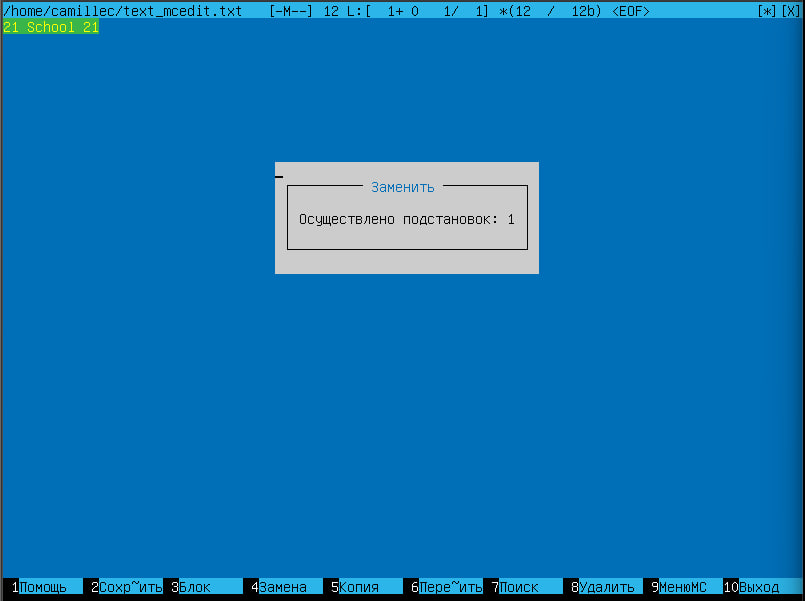 /home/camillec/text_mcedit.txt [-M--] 12 L:[ 1+ 0 1/ 1] *(12 / 12b) <EOF> [*][X]
21 School 21
Заменить
Осуществлено подстановок: 1
1Помощь 2Сохр~ить 3Блок 4Замена 5Копия 6Пере~ить 7Поиск 8Удалить 9МенюMC 10Выход